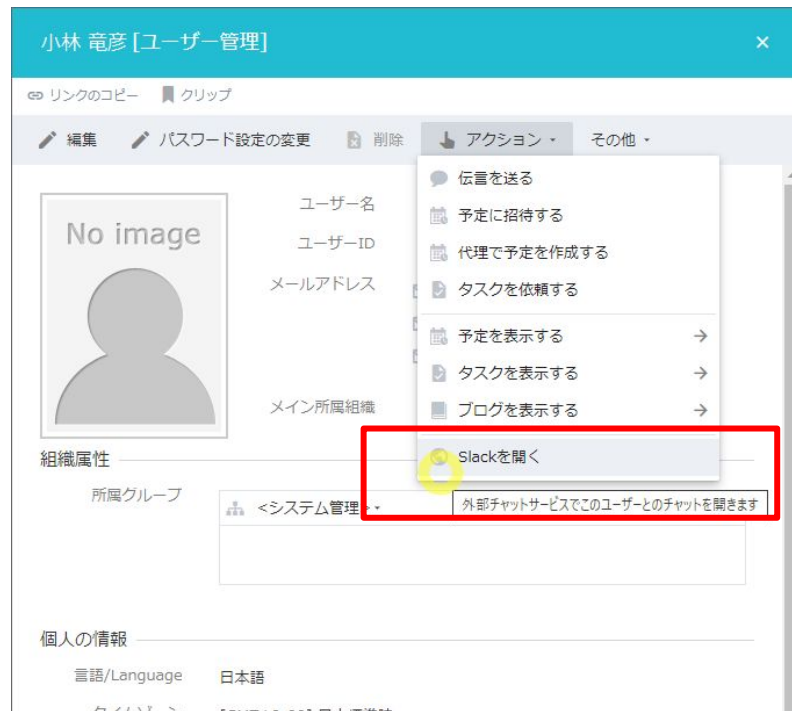 小林 竜彦 [ユーザー管理]
リンクのコピー クリップ
編集 パスワード設定の変更 削除 アクション その他
No image
ユーザー名
ユーザーID
メールアドレス
メイン所属組織
伝言を送る
予定に招待する
代理で予定を作成する
タスクを依頼する
予定を表示する
タスクを表示する
ブログを表示する
Slackを開く
外部チャットサービスでこのユーザーとのチャットを開きます
組織属性
所属グループ <システム管理>
個人の情報
言語/Language 日本語